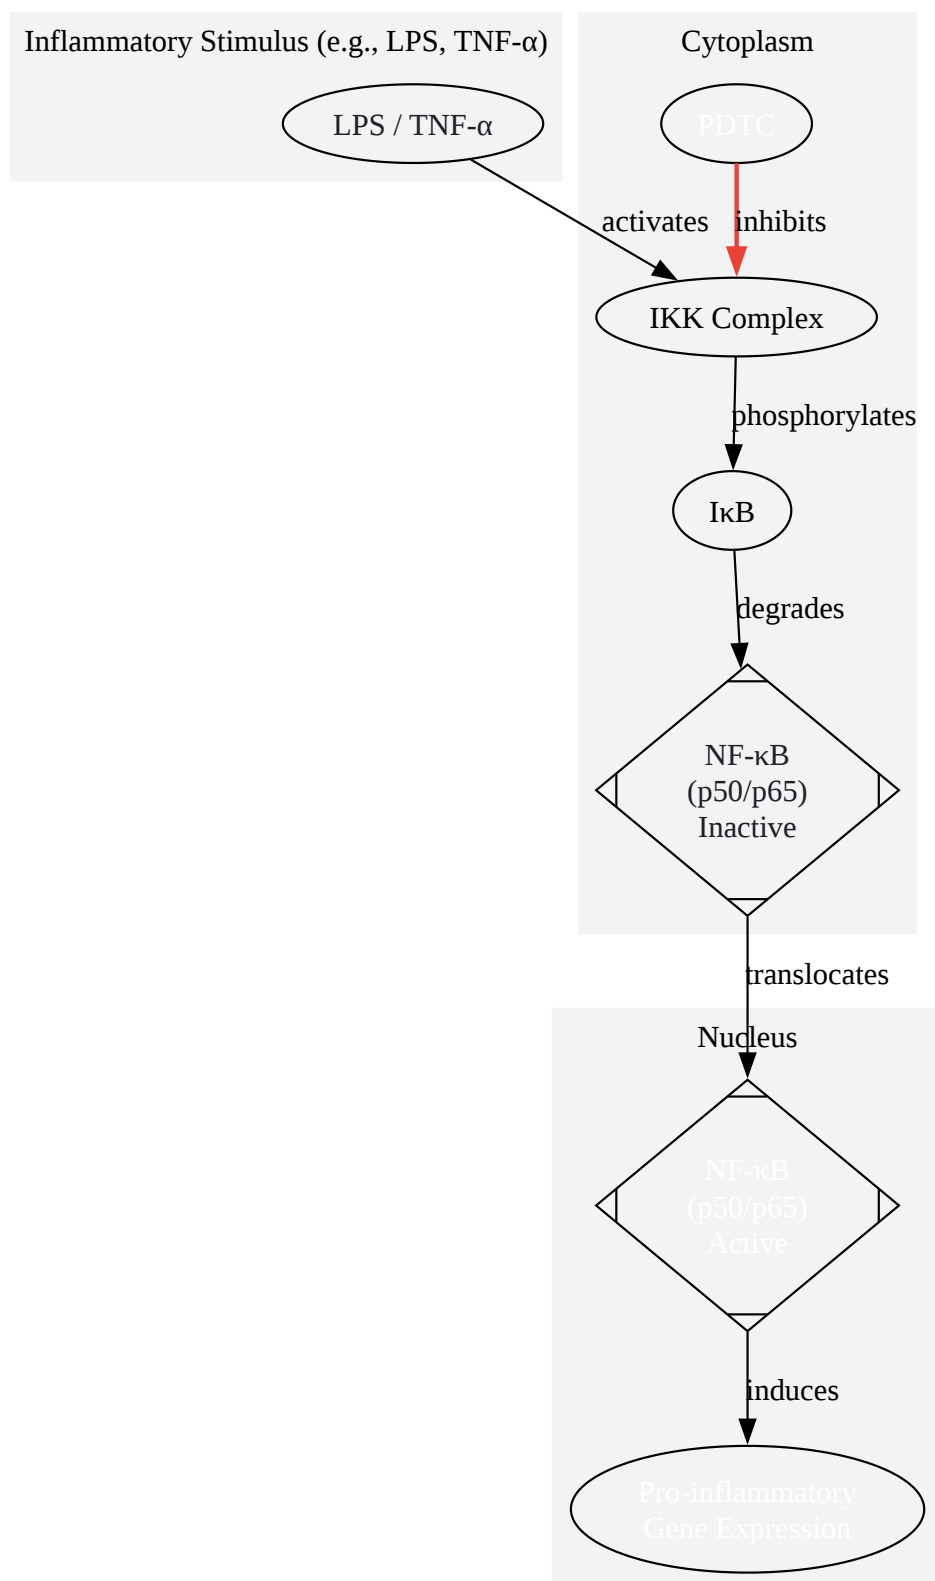 Inflammatory Stimulus (e.g., LPS, TNF-α)
Cytoplasm
LPS / TNF-α
PDTC
activates
inhibits
IKK Complex
phosphorylates
IκB
degrades
NF-κB
(p50/p65)
Inactive
translocates
Nucleus
NF-κB
(p50/p65)
Active
induces
Pro-inflammatory
Gene Expression